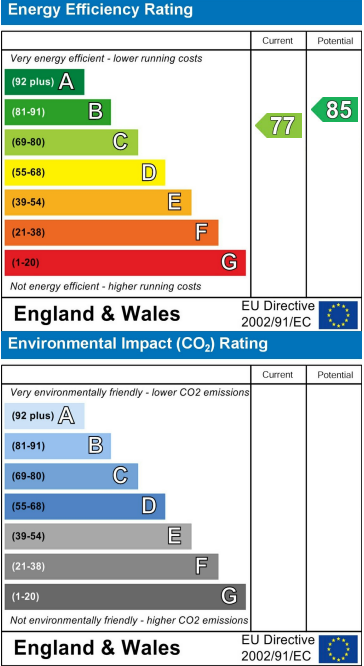 Energy Efficiency Rating
Current Potential
Very energy efficient - lower running costs
(92 plus) A
(81-91) B
(69-80) C
(55-68) D
(39-54) E
(21-38) F
(1-20) G
77
85
Not energy efficient - higher running costs
England & Wales
EU Directive
2002/91/EC
Environmental Impact (CO₂) Rating
Current Potential
Very environmentally friendly - lower CO2 emissions
(92 plus) A
(81-91) B
(69-80) C
(55-68) D
(39-54) E
(21-38) F
(1-20) G
Not environmentally friendly - higher CO2 emissions
England & Wales
EU Directive
2002/91/EC